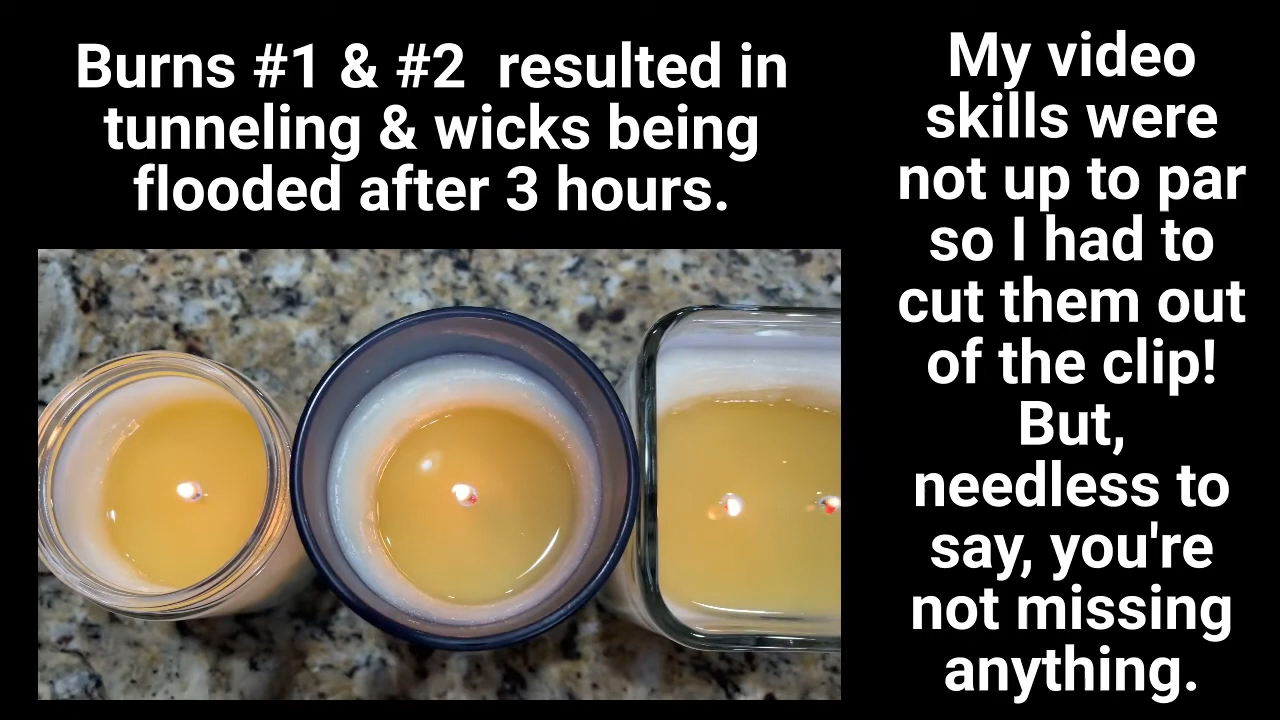 Burns #1 & #2  resulted in
tunneling & wicks being
flooded after 3 hours.
My video
skills were
not up to par
so I had to
cut them out
of the clip!
But,
needless to
say, you're
not missing
anything.